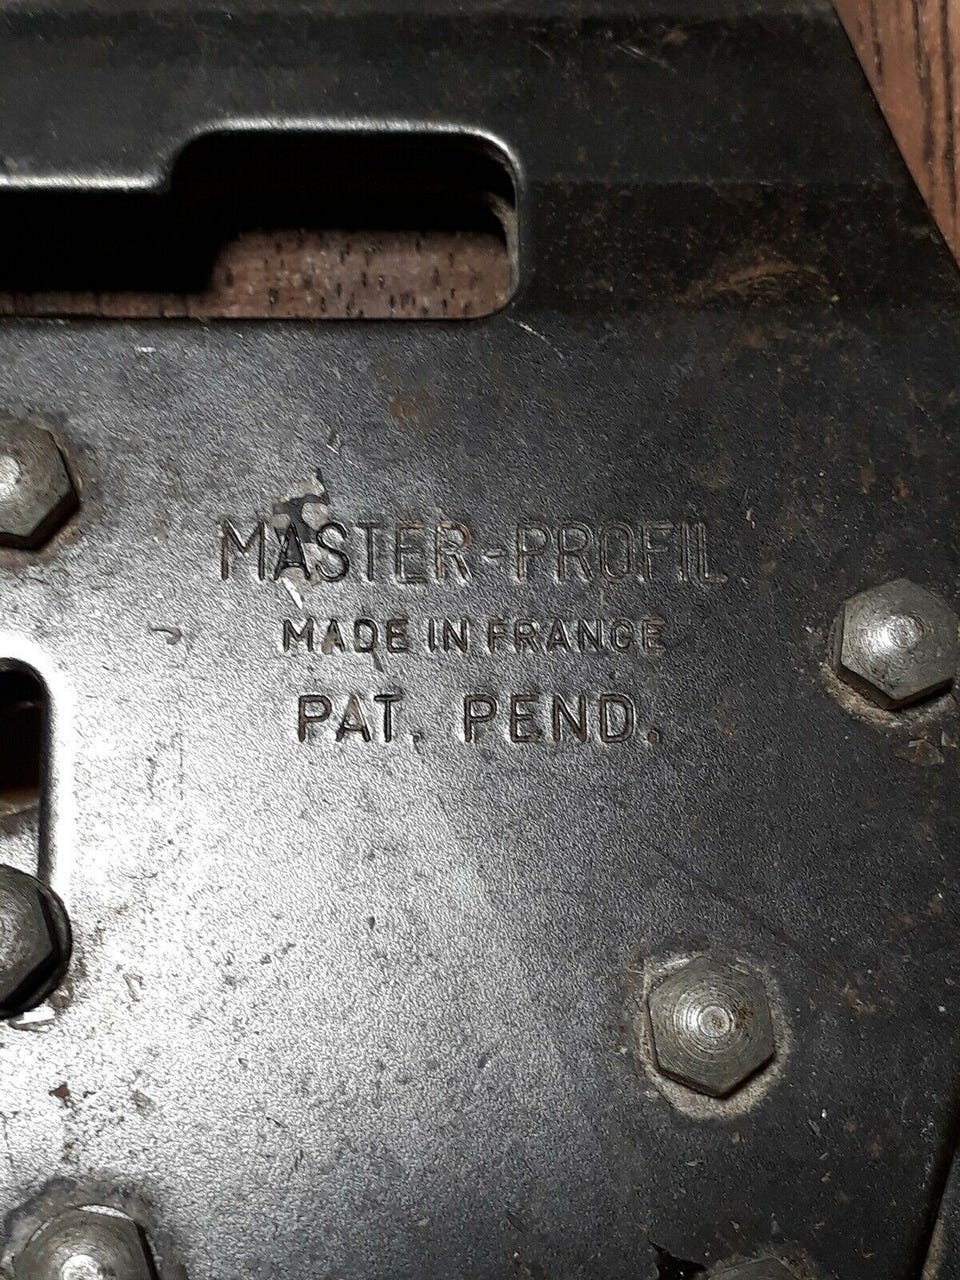 MASTER-PROFIL
MADE IN FRANCE
PAT. PEND.